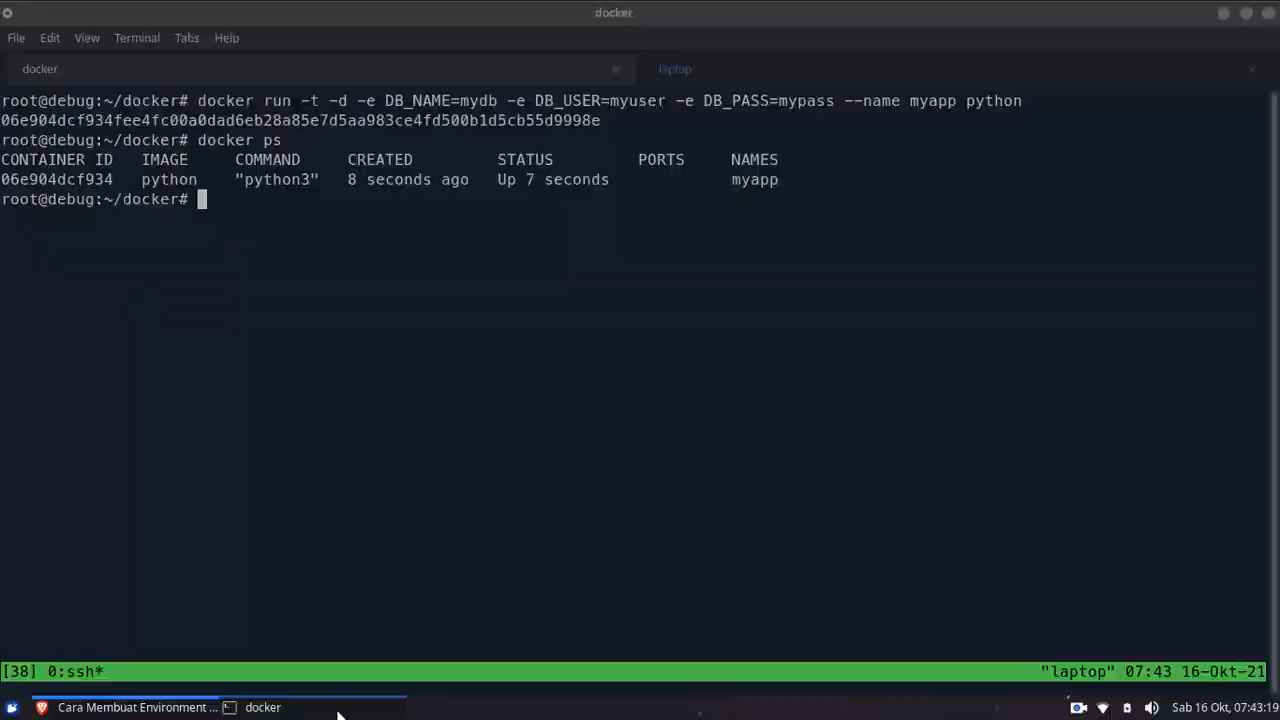 docker
File Edit View Terminal Tabs Help
docker laptop
root@debug:~/docker# docker run -t -d -e DB_NAME=mydb -e DB_USER=myuser -e DB_PASS=mypass --name myapp python
06e904dcf934fee4fc00a0dad6eb28a85e7d5aa983ce4fd500b1d5cb55d9998e
root@debug:~/docker# docker ps
CONTAINER ID IMAGE COMMAND CREATED STATUS PORTS NAMES
06e904dcf934 python "python3" 8 seconds ago Up 7 seconds myapp
root@debug:~/docker#
[38] 0:ssh* "laptop" 07:43 16-Okt-21
Cara Membuat Environment ... docker Sab 16 Okt, 07:43:19